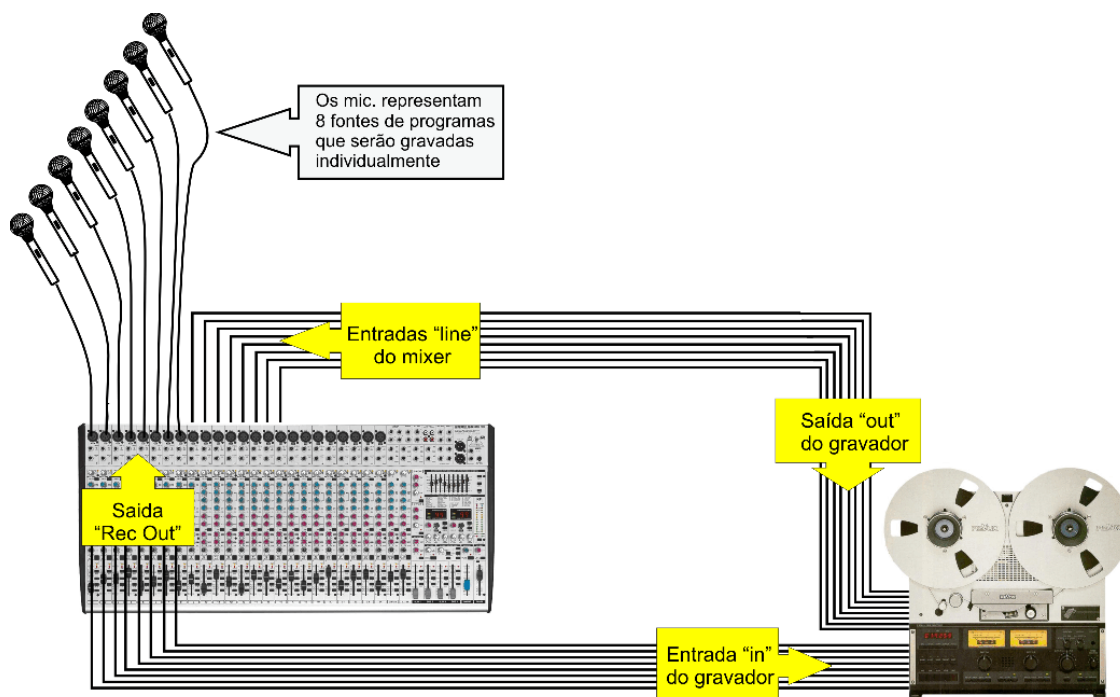 Os mic. representam
8 fontes de programas
que serão gravadas
individualmente
Entradas “line”
do mixer
Saída “out”
do gravador
Saida
“Rec Out”
Entrada “in”
do gravador